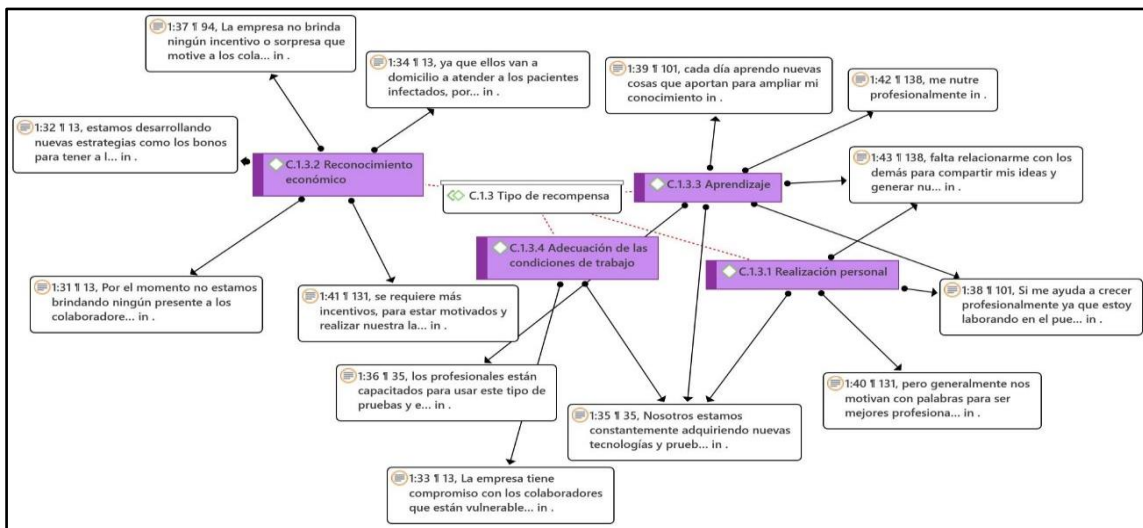 1:37 ¶ 94, La empresa no brinda
ningún incentivo o sorpresa que
motive a los cola... in .
1:34 ¶ 13, ya que ellos van a
domicilio a atender a los pacientes
infectados, por... in .
1:39 ¶ 101, cada día aprendo nuevas
cosas que aportan para ampliar mi
conocimiento in .
1:42 ¶ 138, me nutre
profesionalmente in .
1:32 ¶ 13, estamos desarrollando
nuevas estrategias como los bonos
para tener a l... in .
C.1.3.2 Reconocimiento
económico
C.1.3 Tipo de recompensa
C.1.3.3 Aprendizaje
1:43 ¶ 138, falta relacionarme con los
demás para compartir mis ideas y
generar nu... in .
C.1.3.4 Adecuación de las
condiciones de trabajo
C.1.3.1 Realización personal
1:31 ¶ 13, Por el momento no estamos
brindando ningún presente a los
colaboradore... in .
1:41 ¶ 131, se requiere más
incentivos, para estar motivados y
realizar nuestra la... in .
1:38 ¶ 101, Si me ayuda a crecer
profesionalmente ya que estoy
laborando en el pue... in .
1:36 ¶ 35, los profesionales están
capacitados para usar este tipo de
pruebas y e... in .
1:35 ¶ 35, Nosotros estamos
constantemente adquiriendo nuevas
tecnologías y prueb... in .
1:40 ¶ 131, pero generalmente nos
motivan con palabras para ser
mejores profesiona... in .
1:33 ¶ 13, La empresa tiene
compromiso con los colaboradores
que están vulnerable... in .